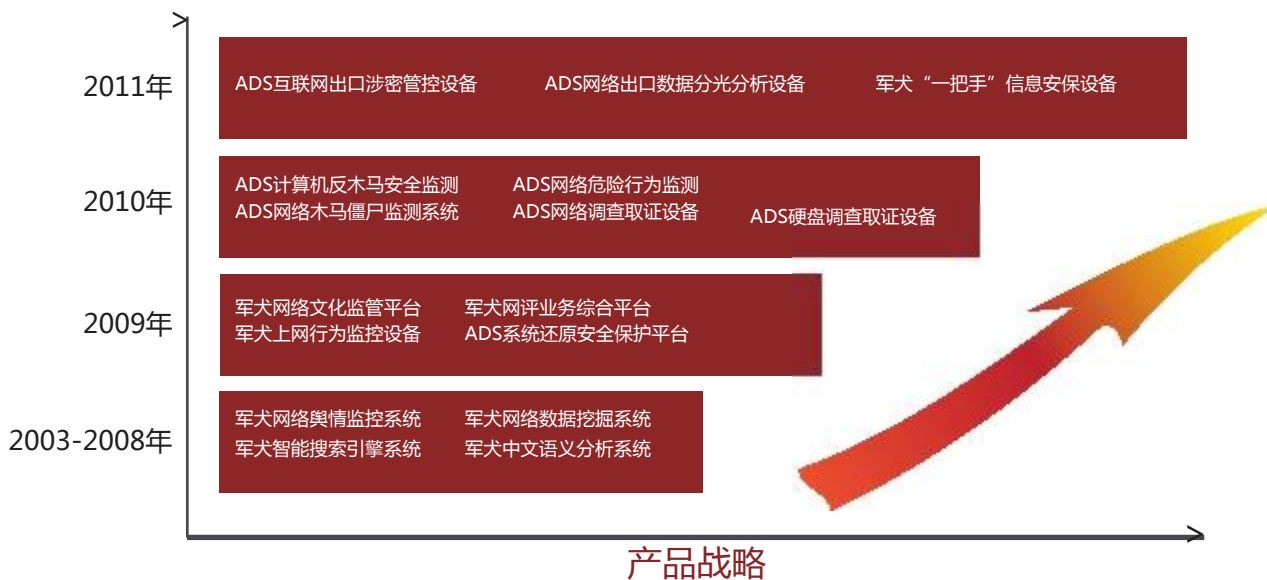 2011年
ADS互联网出口涉密管控设备
ADS网络出口数据分光分析设备
军犬“一把手”信息安保设备
2010年
ADS计算机反木马安全监测
ADS网络危险行为监测
ADS网络木马僵尸监测系统
ADS网络调查取证设备
ADS硬盘调查取证设备
2009年
军犬网络文化监管平台
军犬网评业务综合平台
军犬上网行为监控设备
ADS系统还原安全保护平台
2003-2008年
军犬网络舆情监控系统
军犬网络数据挖掘系统
军犬智能搜索引擎系统
军犬中文语义分析系统
产品战略